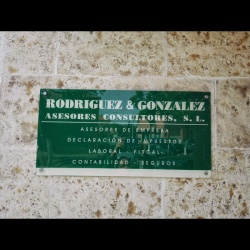 RODRIGUEZ & GONZALEZ
ASESORES CONSULTORES, S. L.
ASESORES DE EMPRESA
DECLARACIÓN DE IMPUESTOS
LABORAL - FISCAL-
CONTABILIDAD - SEGUROS